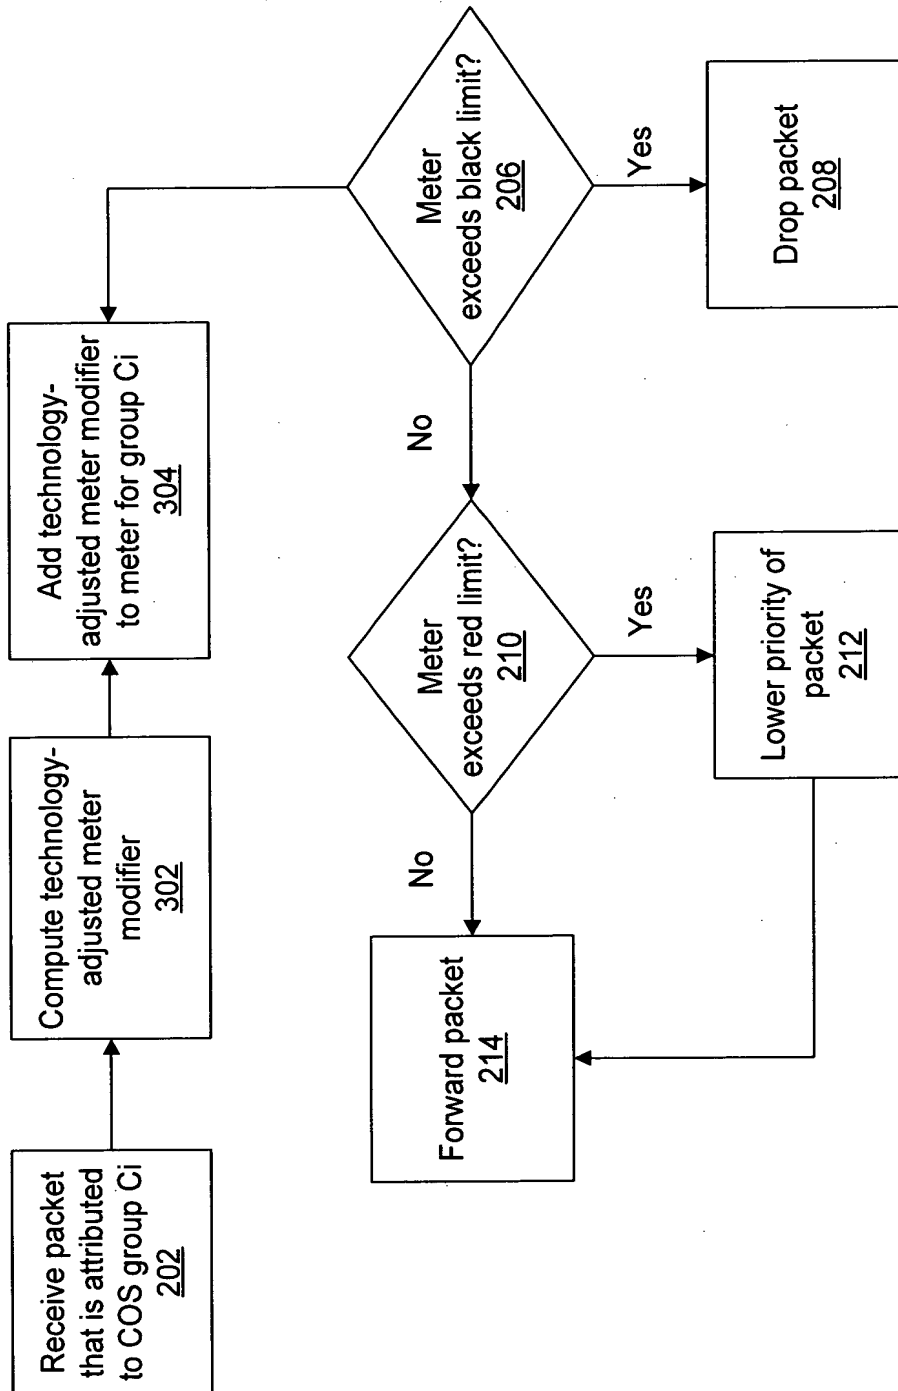 Receive packet
that is attributed
to COS group Ci
202
Compute technology-
adjusted meter
modifier
302
Add technology-
adjusted meter modifier
to meter for group Ci
304
Meter
exceeds black limit?
206
Yes
Drop packet
208
No
Meter
exceeds red limit?
210
Yes
Lower priority of
packet
212
No
Forward packet
214